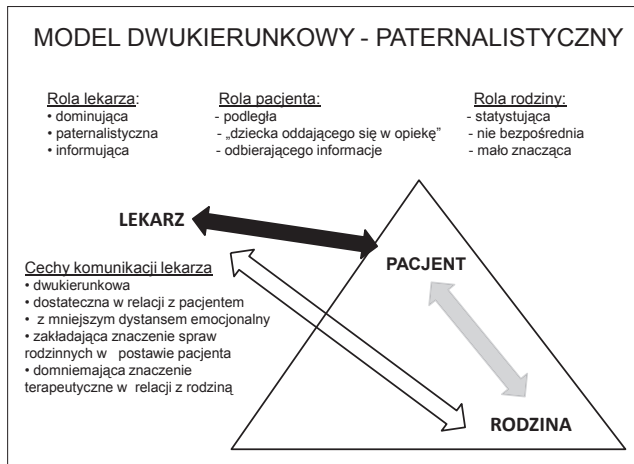 MODEL DWUKIERUNKOWY - PATERNALISTYCZNY
Rola lekarza:
• dominująca
• paternalistyczna
• informująca
Rola pacjenta:
- podległa
- „dziecka oddającego się w opiekę”
- odbierającego informacje
Rola rodziny:
- statystująca
- nie bezpośrednia
- mało znacząca
LEKARZ
PACJENT
Cechy komunikacji lekarza
• dwukierunkowa
• dostateczna w relacji z pacjentem
• z mniejszym dystansem emocjonalny
• zakładająca znaczenie spraw
rodzinnych w postawie pacjenta
• domniemająca znaczenie
terapeutyczne w relacji z rodziną
RODZINA